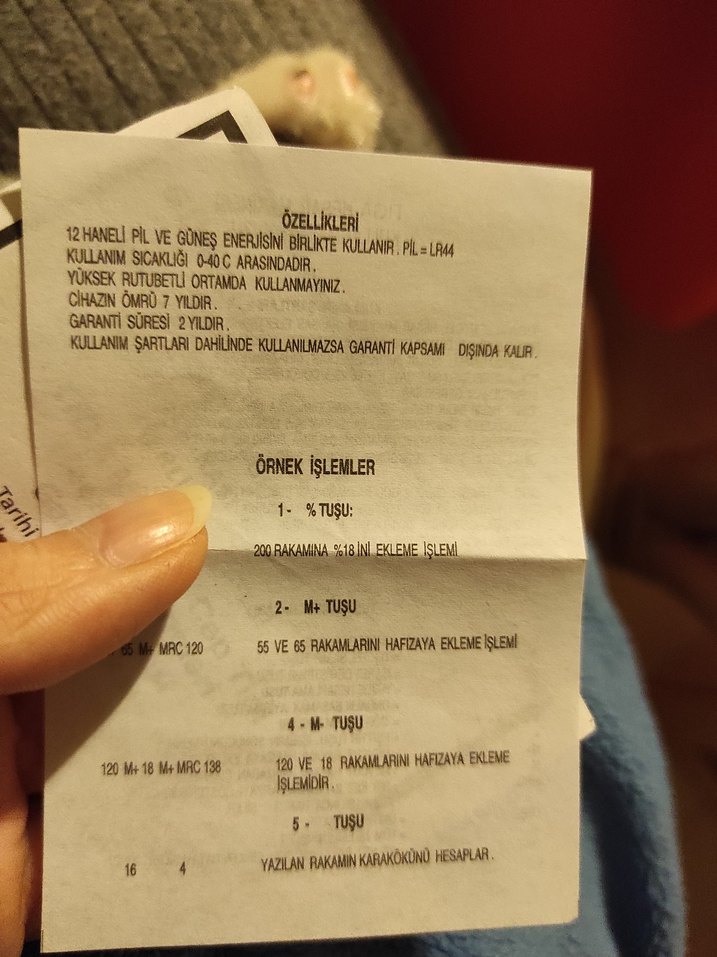 ÖZELLİKLERİ
12 HANELİ PİL VE GÜNEŞ ENERJİSİNİ BİRLİKTE KULLANIR. PİL = LR44
KULLANIM SICAKLIĞI 0-40 C ARASINDADIR.
YÜKSEK RUTUBETLİ ORTAMDA KULLANMAYINIZ.
CİHAZIN ÖMRÜ 7 YILDIR.
GARANTİ SÜRESİ 2 YILDIR.
KULLANIM ŞARTLARI DAHİLİNDE KULLANILMAZSA GARANTİ KAPSAMI DIŞINDA KALIR.
ÖRNEK İŞLEMLER
1- % TUŞU:
200 RAKAMINA %18 İNİ EKLEME İŞLEMİ
2- M+ TUŞU
65 M+ MRC 120 55 VE 65 RAKAMLARINI HAFIZAYA EKLEME İŞLEMİ
4 - M- TUŞU
120 M+ 18 M+ MRC 138 120 VE 18 RAKAMLARINI HAFIZAYA EKLEME
İŞLEMİDİR.
5 - TUŞU
16 4 YAZILAN RAKAMIN KARAKÖKÜNÜ HESAPLAR.
Tarihi